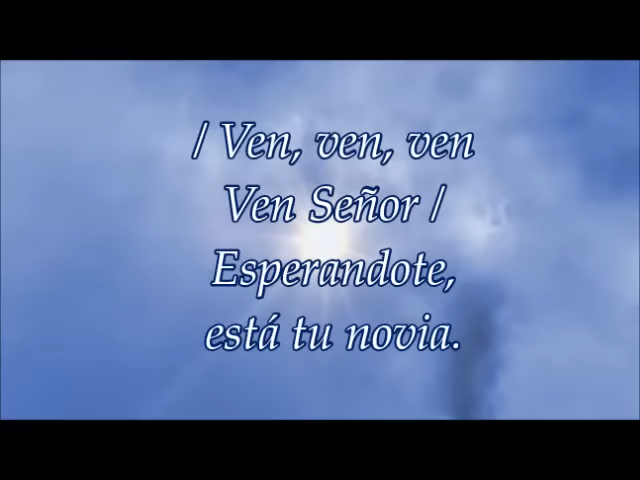 / Ven, ven, ven
Ven Señor /
Esperandote,
está tu novia.